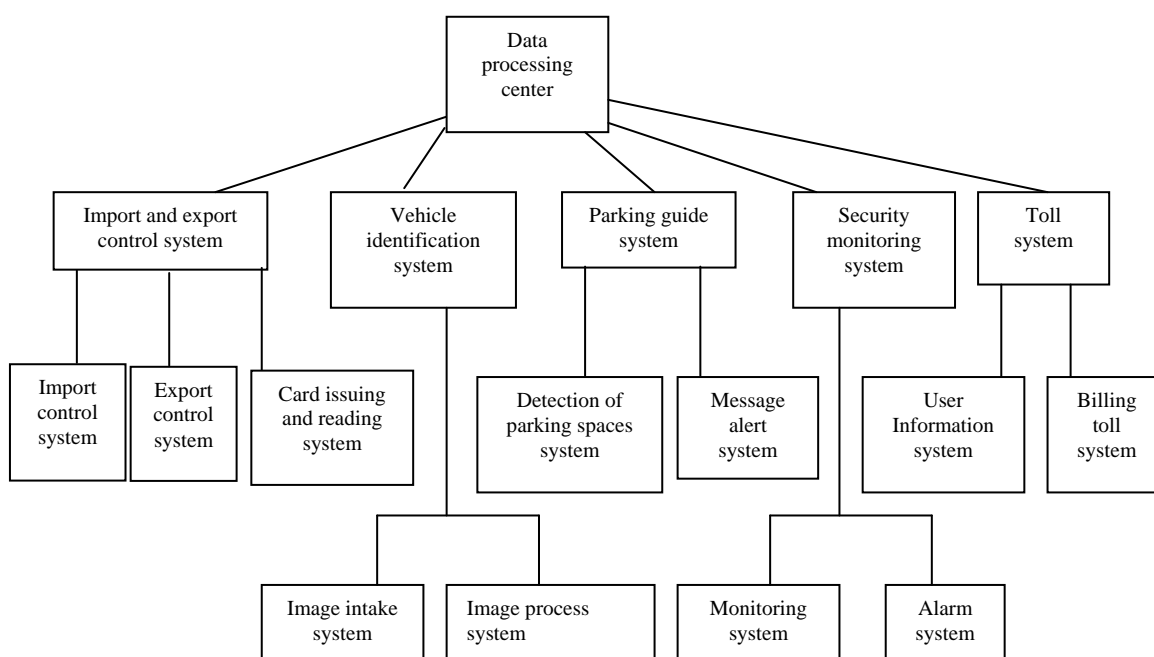 Data
processing
center
Import and export
control system
Vehicle
identification
system
Parking guide
system
Security
monitoring
system
Toll
system
Import
control
system
Export
control
system
Card issuing
and reading
system
Detection of
parking spaces
system
Message
alert
system
User
Information
system
Billing
toll
system
Image intake
system
Image process
system
Monitoring
system
Alarm
system